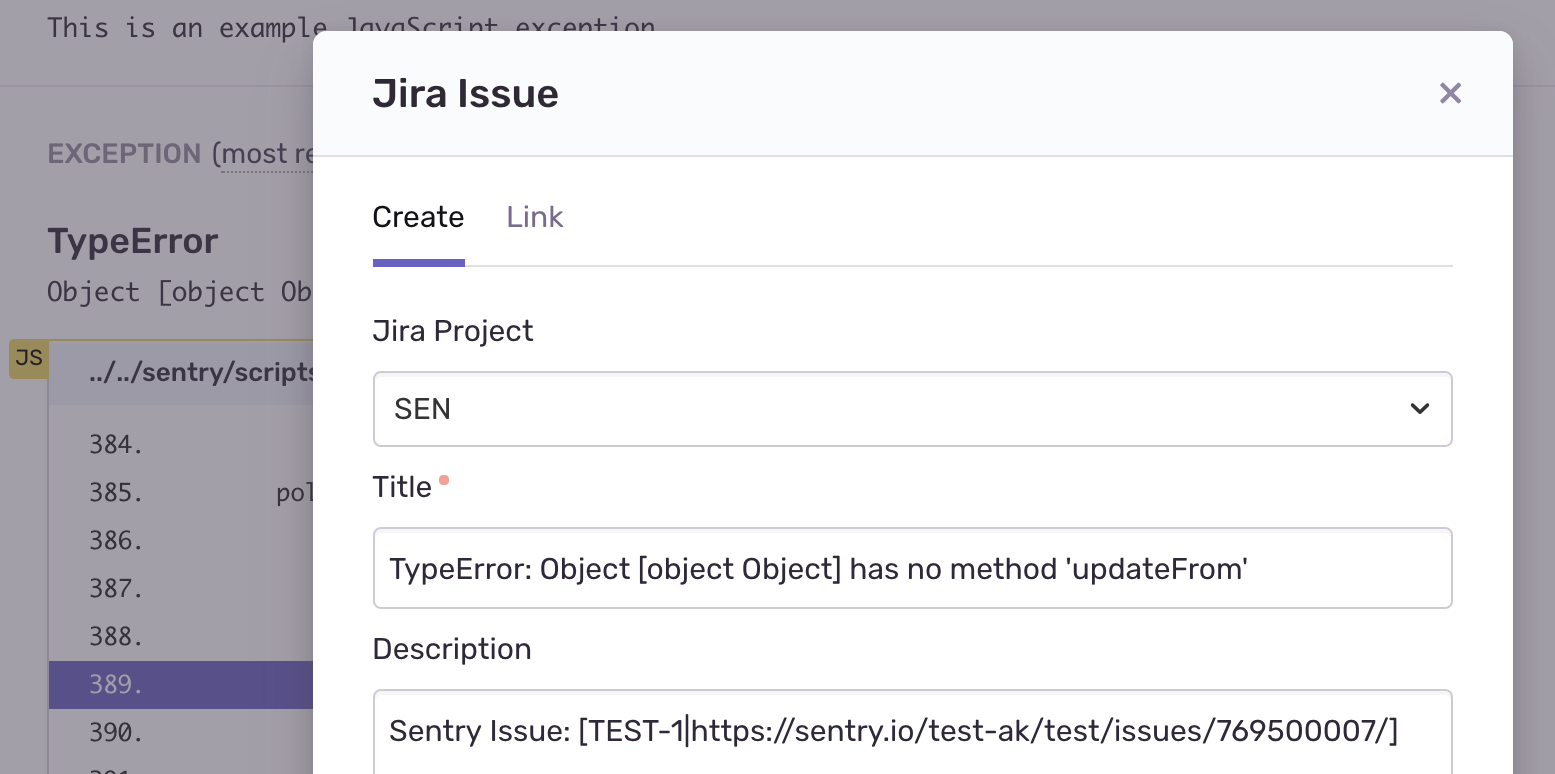 This is an example JavaScript exception
Jira Issue
EXCEPTION (most re
TypeError
Object [object Ob
JS
../../sentry/scripts
384.
385. pol
386.
387.
388.
389.
390.
391.
Create Link
Jira Project
SEN
Title
TypeError: Object [object Object] has no method 'updateFrom'
Description
Sentry Issue: [TEST-1|https://sentry.io/test-ak/test/issues/769500007/]